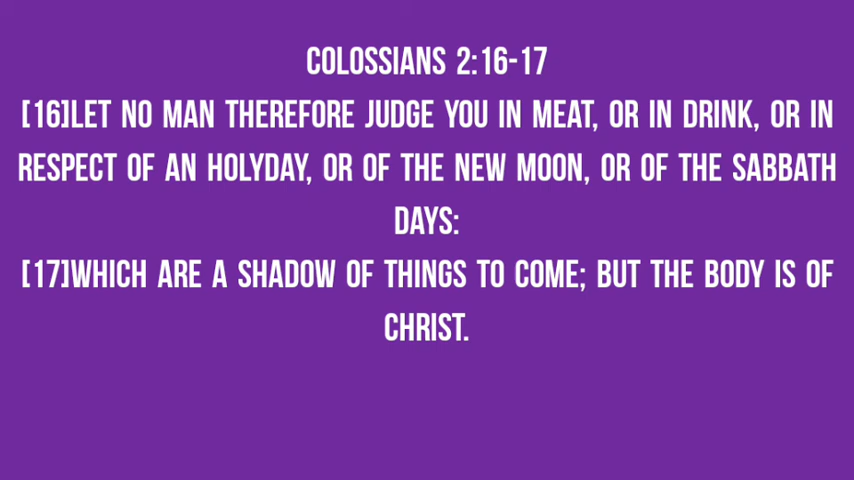 COLOSSIANS 2:16-17
[16]LET NO MAN THEREFORE JUDGE YOU IN MEAT, OR IN DRINK, OR IN
RESPECT OF AN HOLYDAY, OR OF THE NEW MOON, OR OF THE SABBATH
DAYS:
[17]WHICH ARE A SHADOW OF THINGS TO COME; BUT THE BODY IS OF
CHRIST.